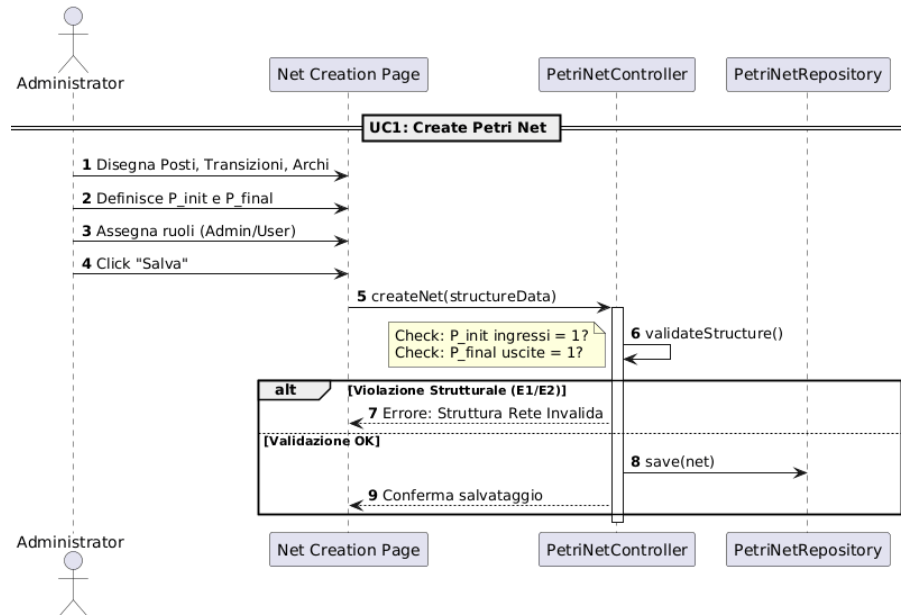 Administrator
Net Creation Page
PetriNetController
PetriNetRepository
UC1: Create Petri Net
1 Disegna Posti, Transizioni, Archi
2 Definisce P_init e P_final
3 Assegna ruoli (Admin/User)
4 Click "Salva"
5 createNet(structureData)
Check: P_init ingressi = 1?
Check: P_final uscite = 1?
6 validateStructure()
alt
[Violazione Strutturale (E1/E2)]
7 Errore: Struttura Rete Invalida
[Validazione OK]
8 save(net)
9 Conferma salvataggio
Administrator
Net Creation Page
PetriNetController
PetriNetRepository